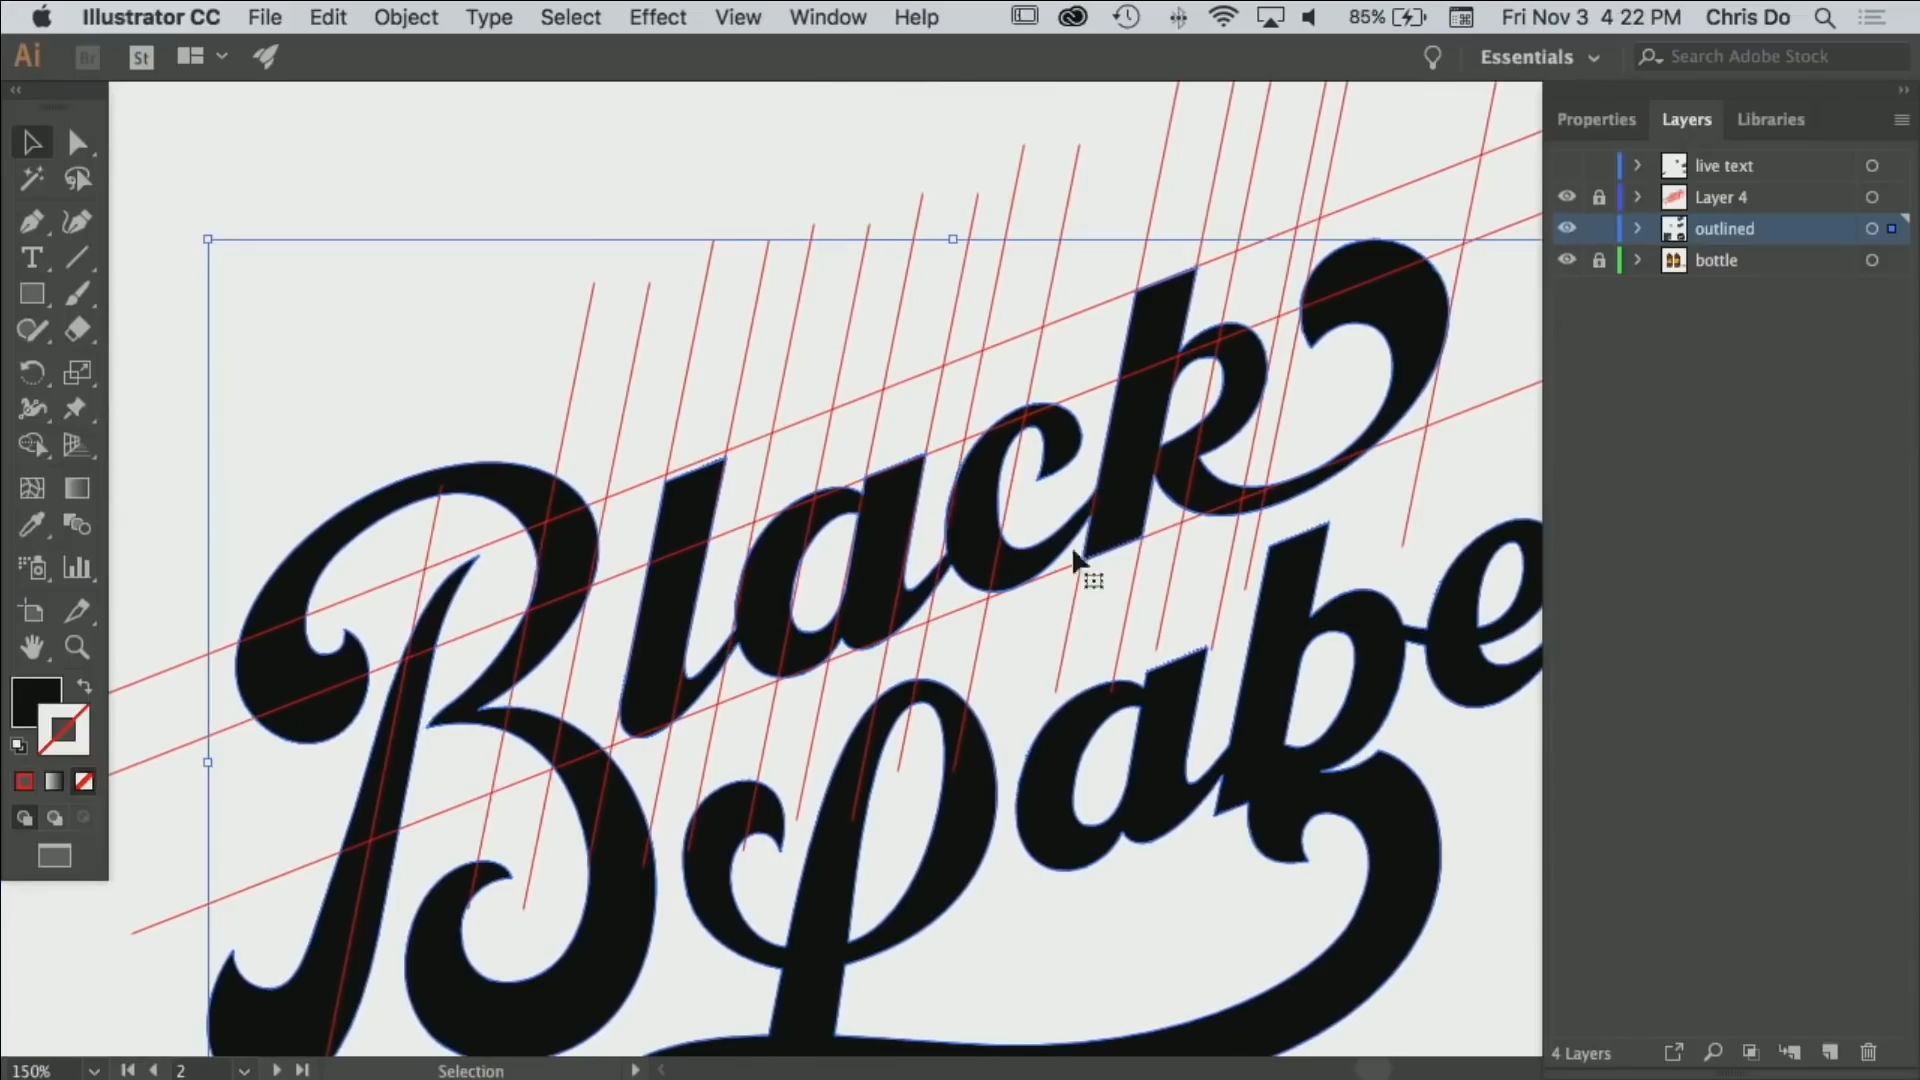 Illustrator CC File Edit Object Type Select Effect View Window Help 85% Fri Nov 3 4:22 PM Chris Do
Ai Br St Essentials Search Adobe Stock
Properties Layers Libraries
live text
Layer 4
outlined
bottle
Black
Labe
4 Layers
150% 2 Selection